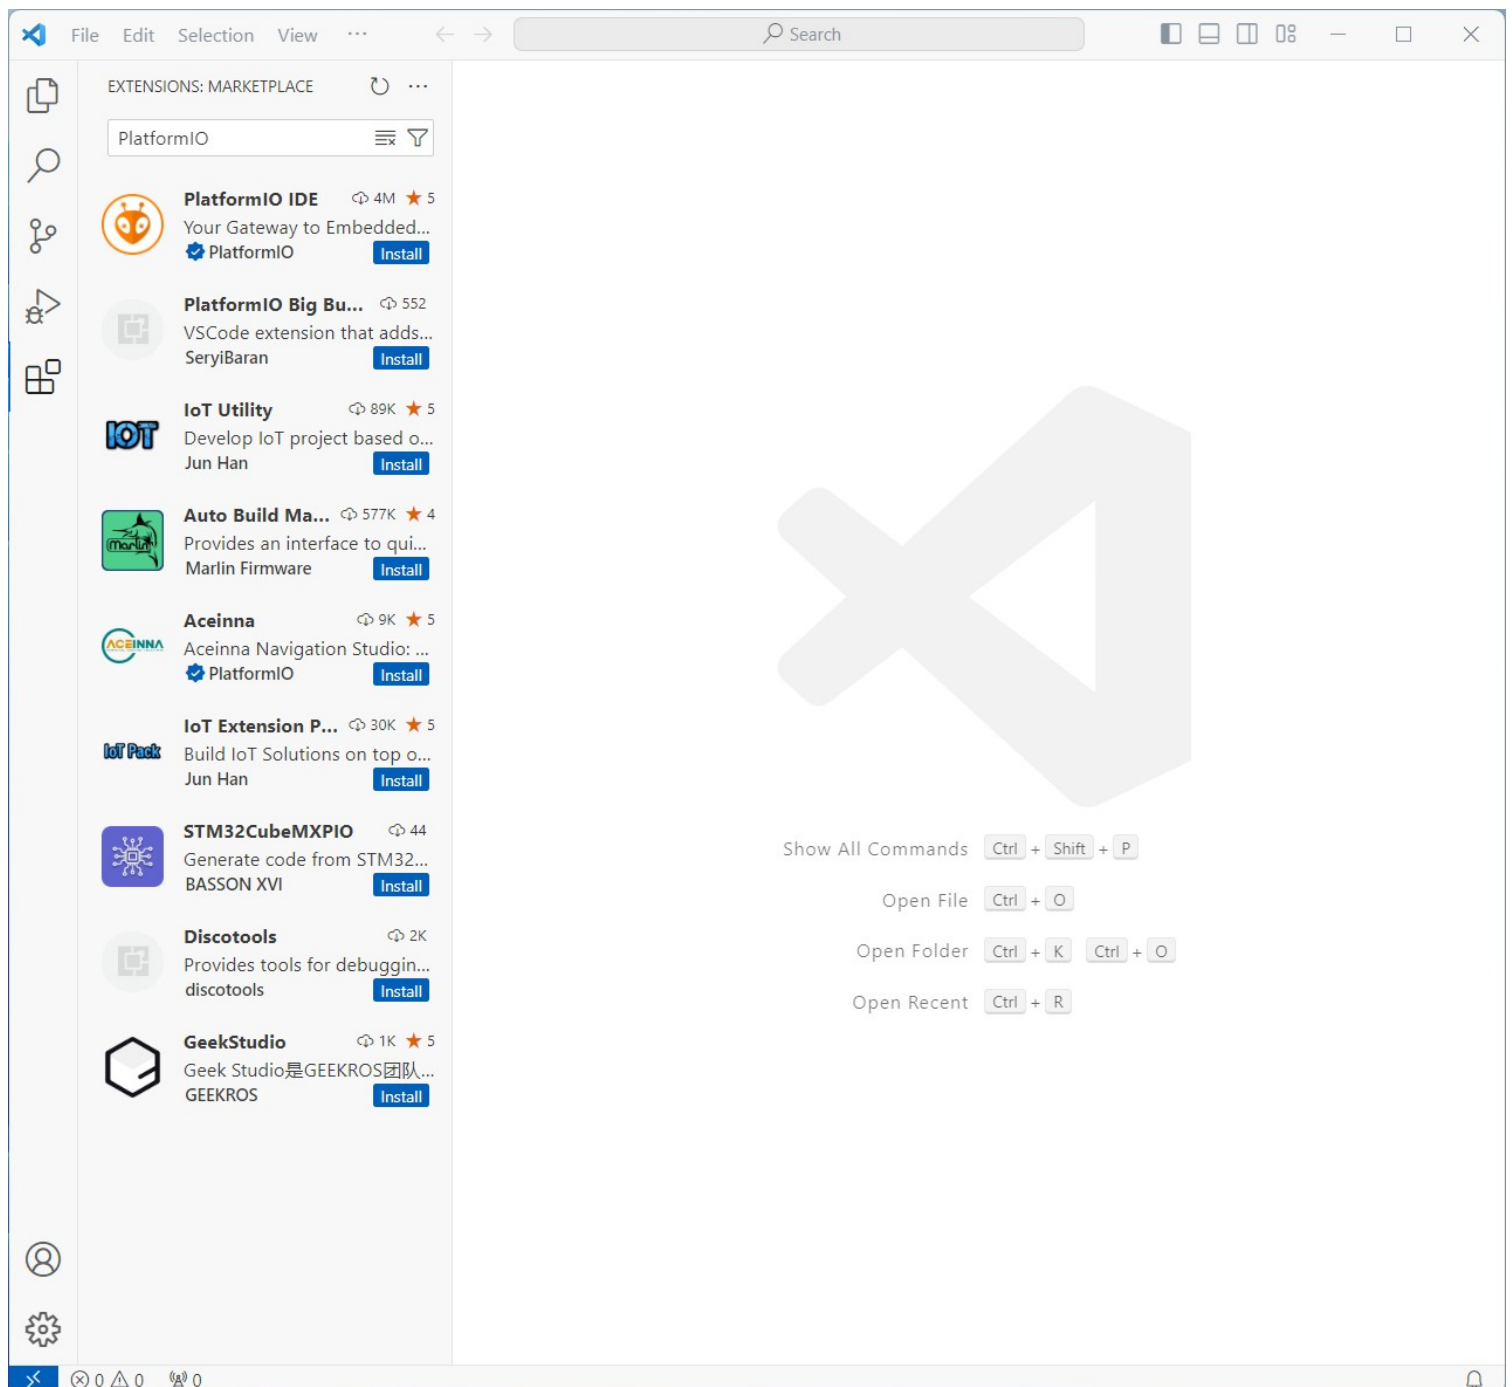 File Edit Selection View ··· Search
EXTENSIONS: MARKETPLACE
PlatformIO
PlatformIO IDE 4M 5
Your Gateway to Embedded...
PlatformIO Install
PlatformIO Big Bu... 552
VSCode extension that adds...
SeryiBaran Install
IOT
IoT Utility 89K 5
Develop IoT project based o...
Jun Han Install
marlin
Auto Build Ma... 577K 4
Provides an interface to qui...
Marlin Firmware Install
ACEINNA
Aceinna 9K 5
Aceinna Navigation Studio: ...
PlatformIO Install
IoT Pack
IoT Extension P... 30K 5
Build IoT Solutions on top o...
Jun Han Install
STM32CubeMXPIO 44
Generate code from STM32...
BASSON XVI Install
Discotools 2K
Provides tools for debuggin...
discotools Install
GeekStudio 1K 5
Geek Studio是GEEKROS团队...
GEEKROS Install
Show All Commands Ctrl + Shift + P
Open File Ctrl + O
Open Folder Ctrl + K Ctrl + O
Open Recent Ctrl + R
0 0 0